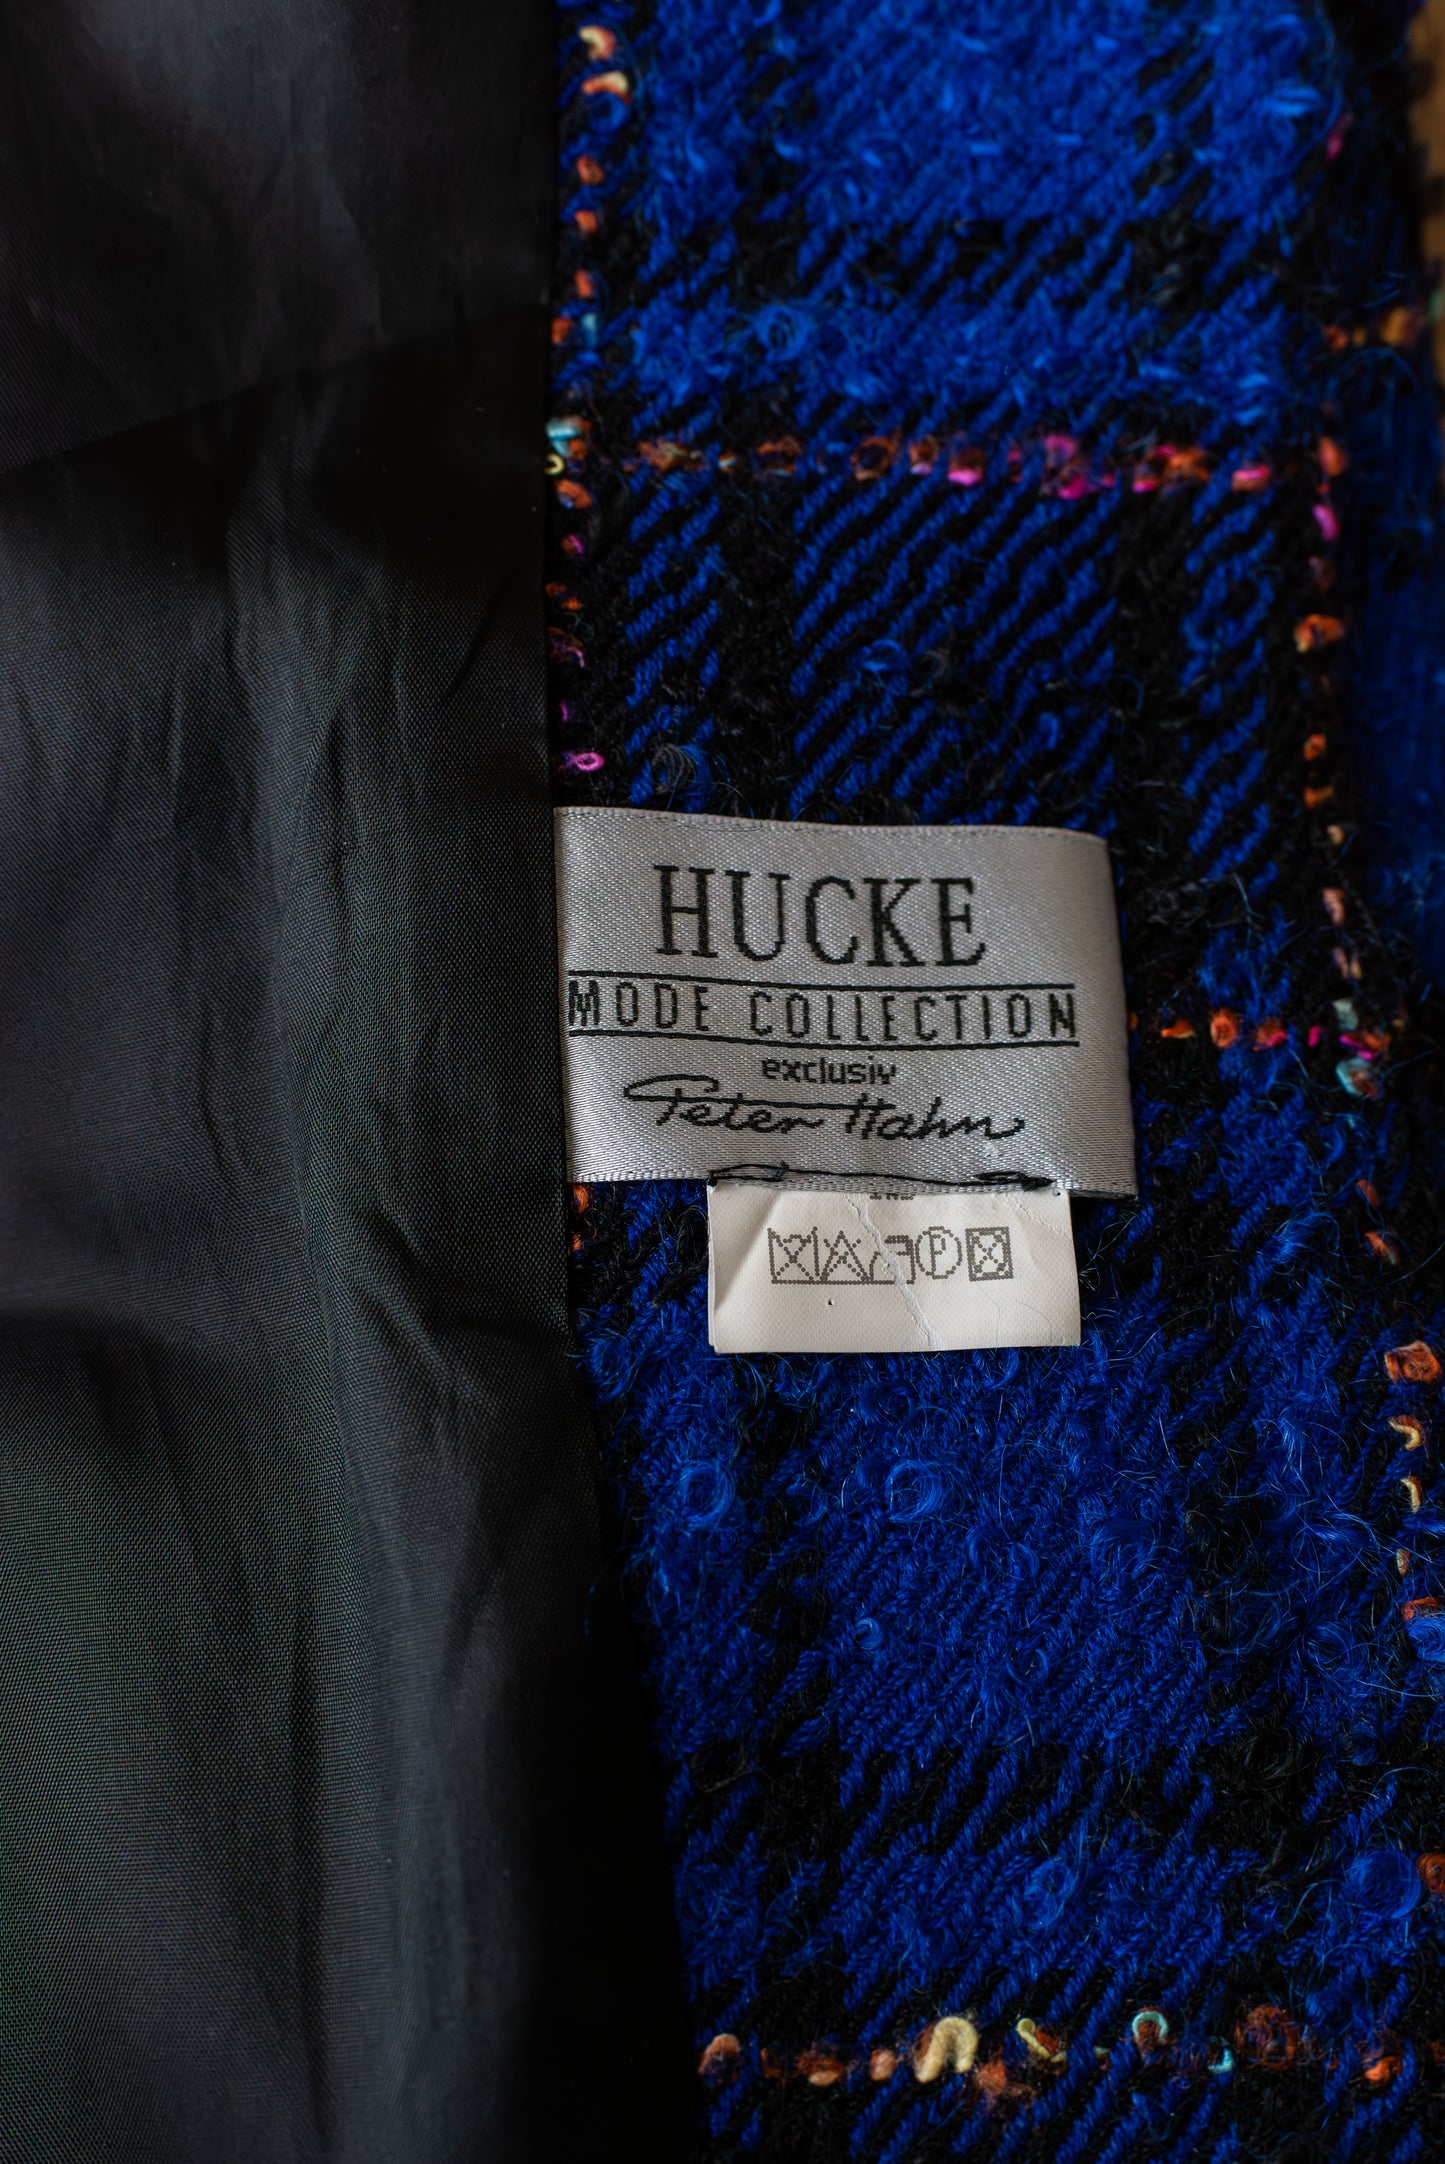 HUCKE
MODE COLLECTION
exclusiv
Peter Hahn
P